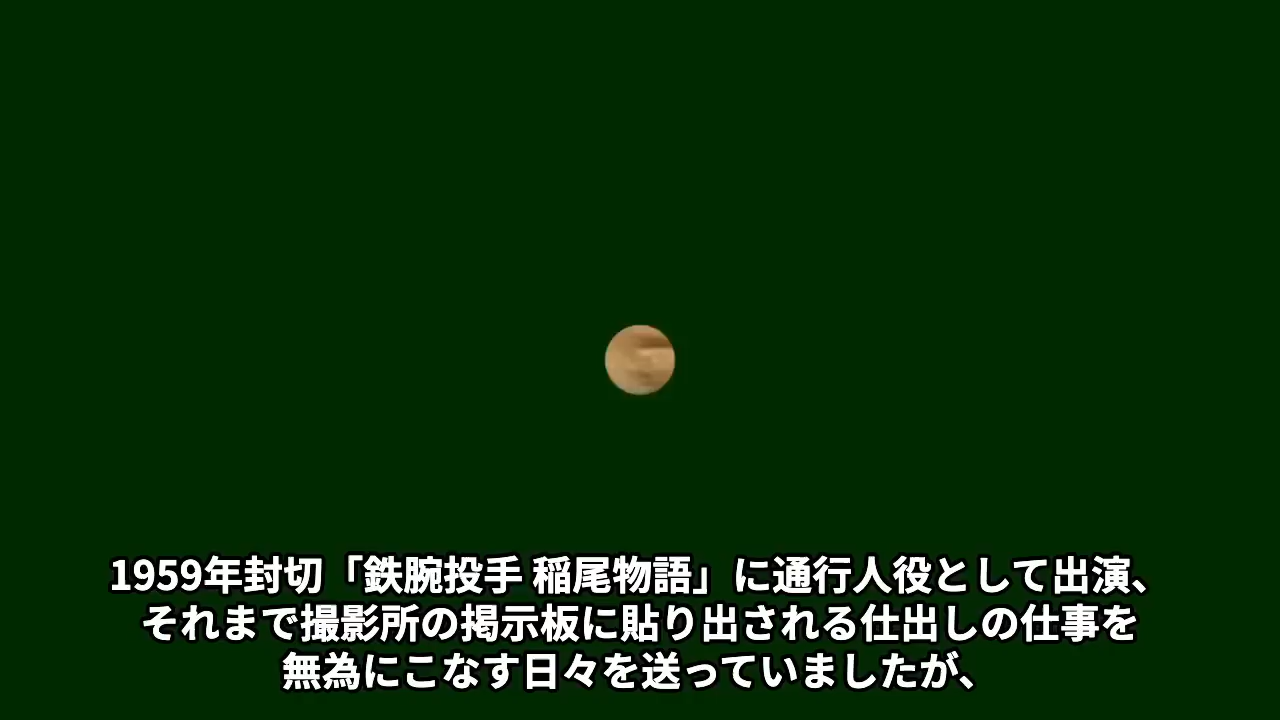 1959年封切「鉄腕投手 稲尾物語」に通行人役として出演、
それまで撮影所の掲示板に貼り出される仕出しの仕事を
無為にこなす日々を送っていましたが、